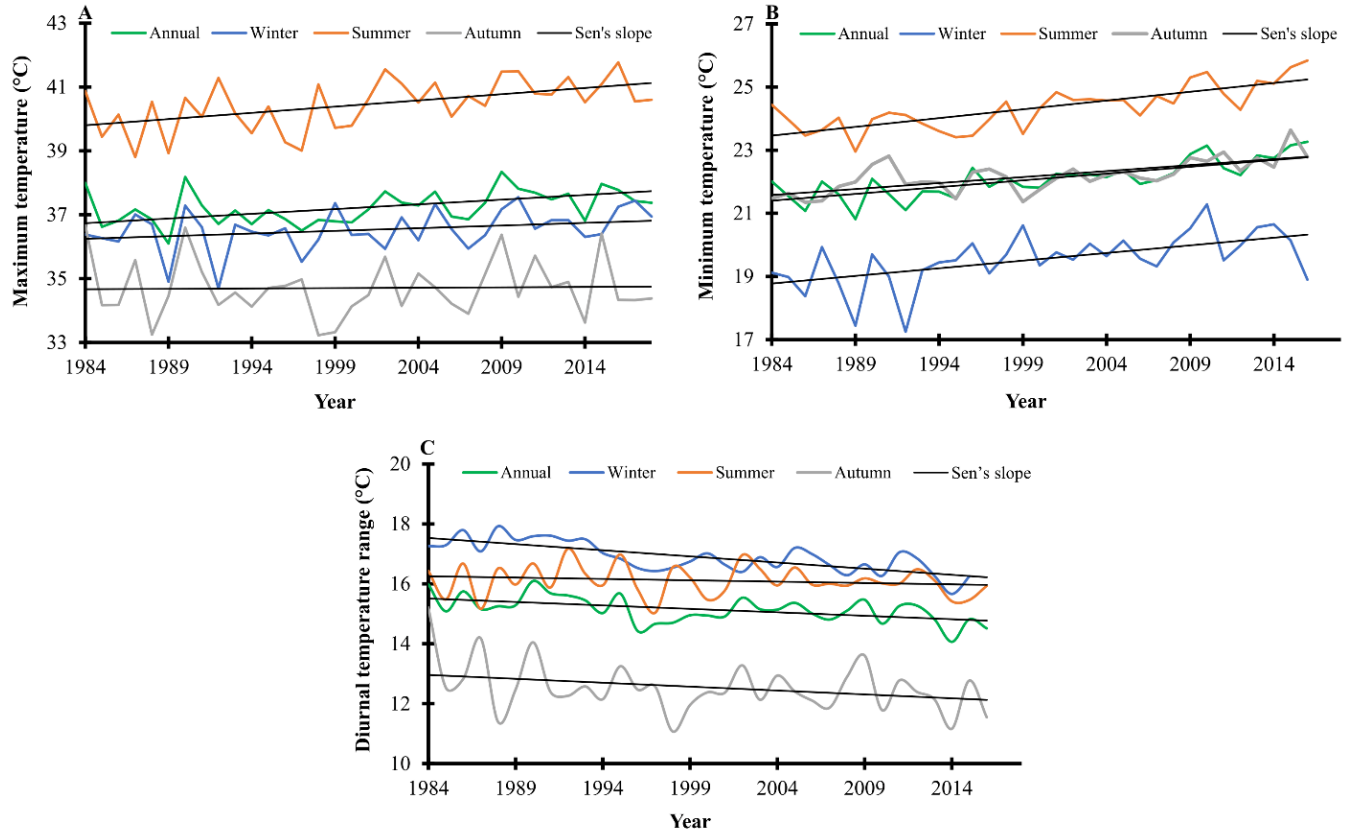 A
Annual Winter Summer Autumn Sen's slope
Maximum temperature (°C)
43
41
39
37
35
33
1984 1989 1994 1999 2004 2009 2014
Year
B
Annual Winter Summer Autumn Sen's slope
Minimum temperature (°C)
27
25
23
21
19
17
1984 1989 1994 1999 2004 2009 2014
Year
C
Annual Winter Summer Autumn Sen’s slope
Diurnal temperature range (°C)
20
18
16
14
12
10
1984 1989 1994 1999 2004 2009 2014
Year